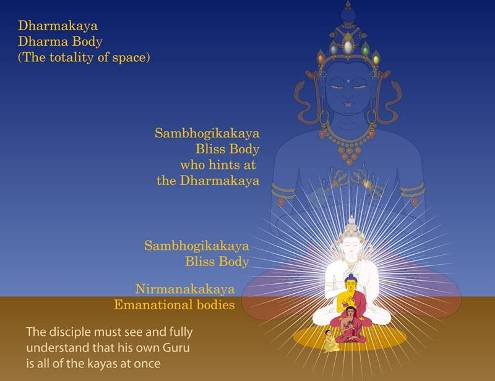 Dharmakaya
Dharma Body
(The totality of space)
Sambhogikakaya
Bliss Body
who hints at
the Dharmakaya
Sambhogikakaya
Bliss Body
Nirmanakakaya
Emanational bodies
The disciple must see and fully
understand that his own Guru
is all of the kayas at once